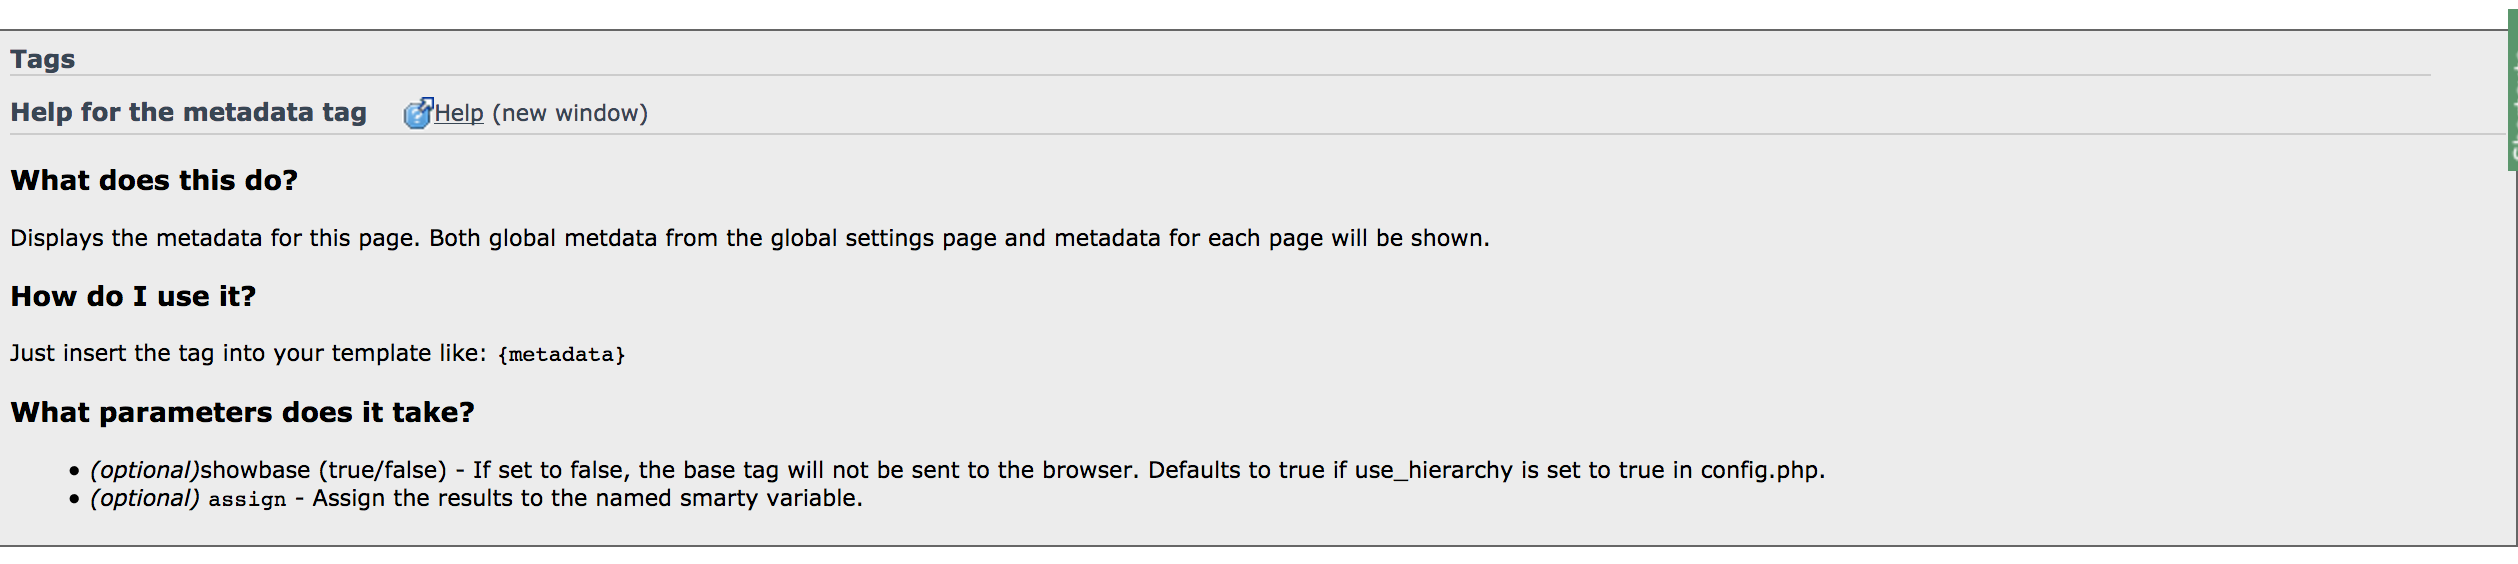 Tags
Help for the metadata tag Help (new window)
What does this do?
Displays the metadata for this page. Both global metdata from the global settings page and metadata for each page will be shown.
How do I use it?
Just insert the tag into your template like: {metadata}
What parameters does it take?
• (optional)showbase (true/false) - If set to false, the base tag will not be sent to the browser. Defaults to true if use_hierarchy is set to true in config.php.
• (optional) assign - Assign the results to the named smarty variable.